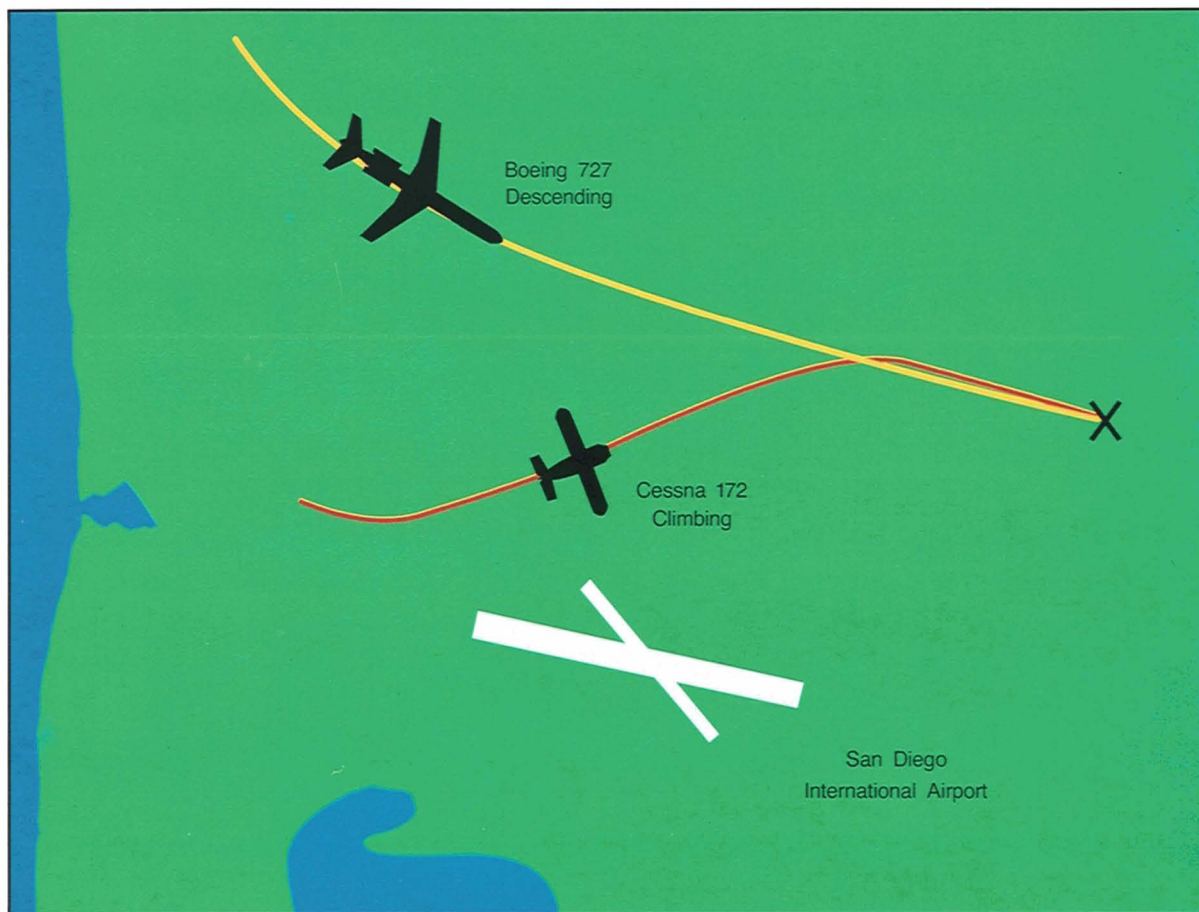 Boeing 727
Descending
Cessna 172
Climbing
San Diego
International Airport